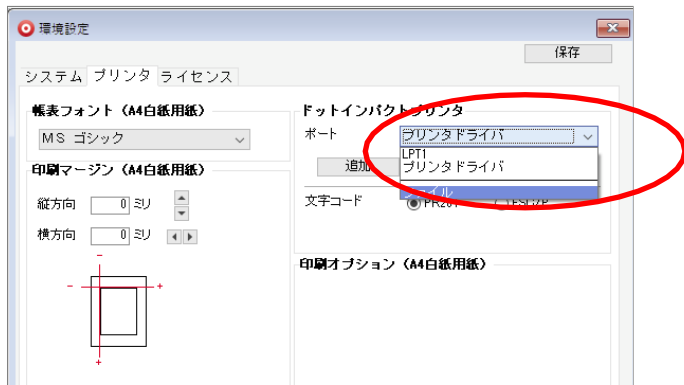 環境設定
保存
システム プリンタ ライセンス
帳表フォント（A4白紙用紙）
MS ゴシック
印刷マージン（A4白紙用紙）
縦方向 0 ミリ
横方向 0 ミリ
- +
-
+
ドットインパクトプリンタ
ポート プリンタドライバ
LPT1
プリンタドライバ
ファイル
追加
文字コード PR201 ESC/P
印刷オプション（A4白紙用紙）